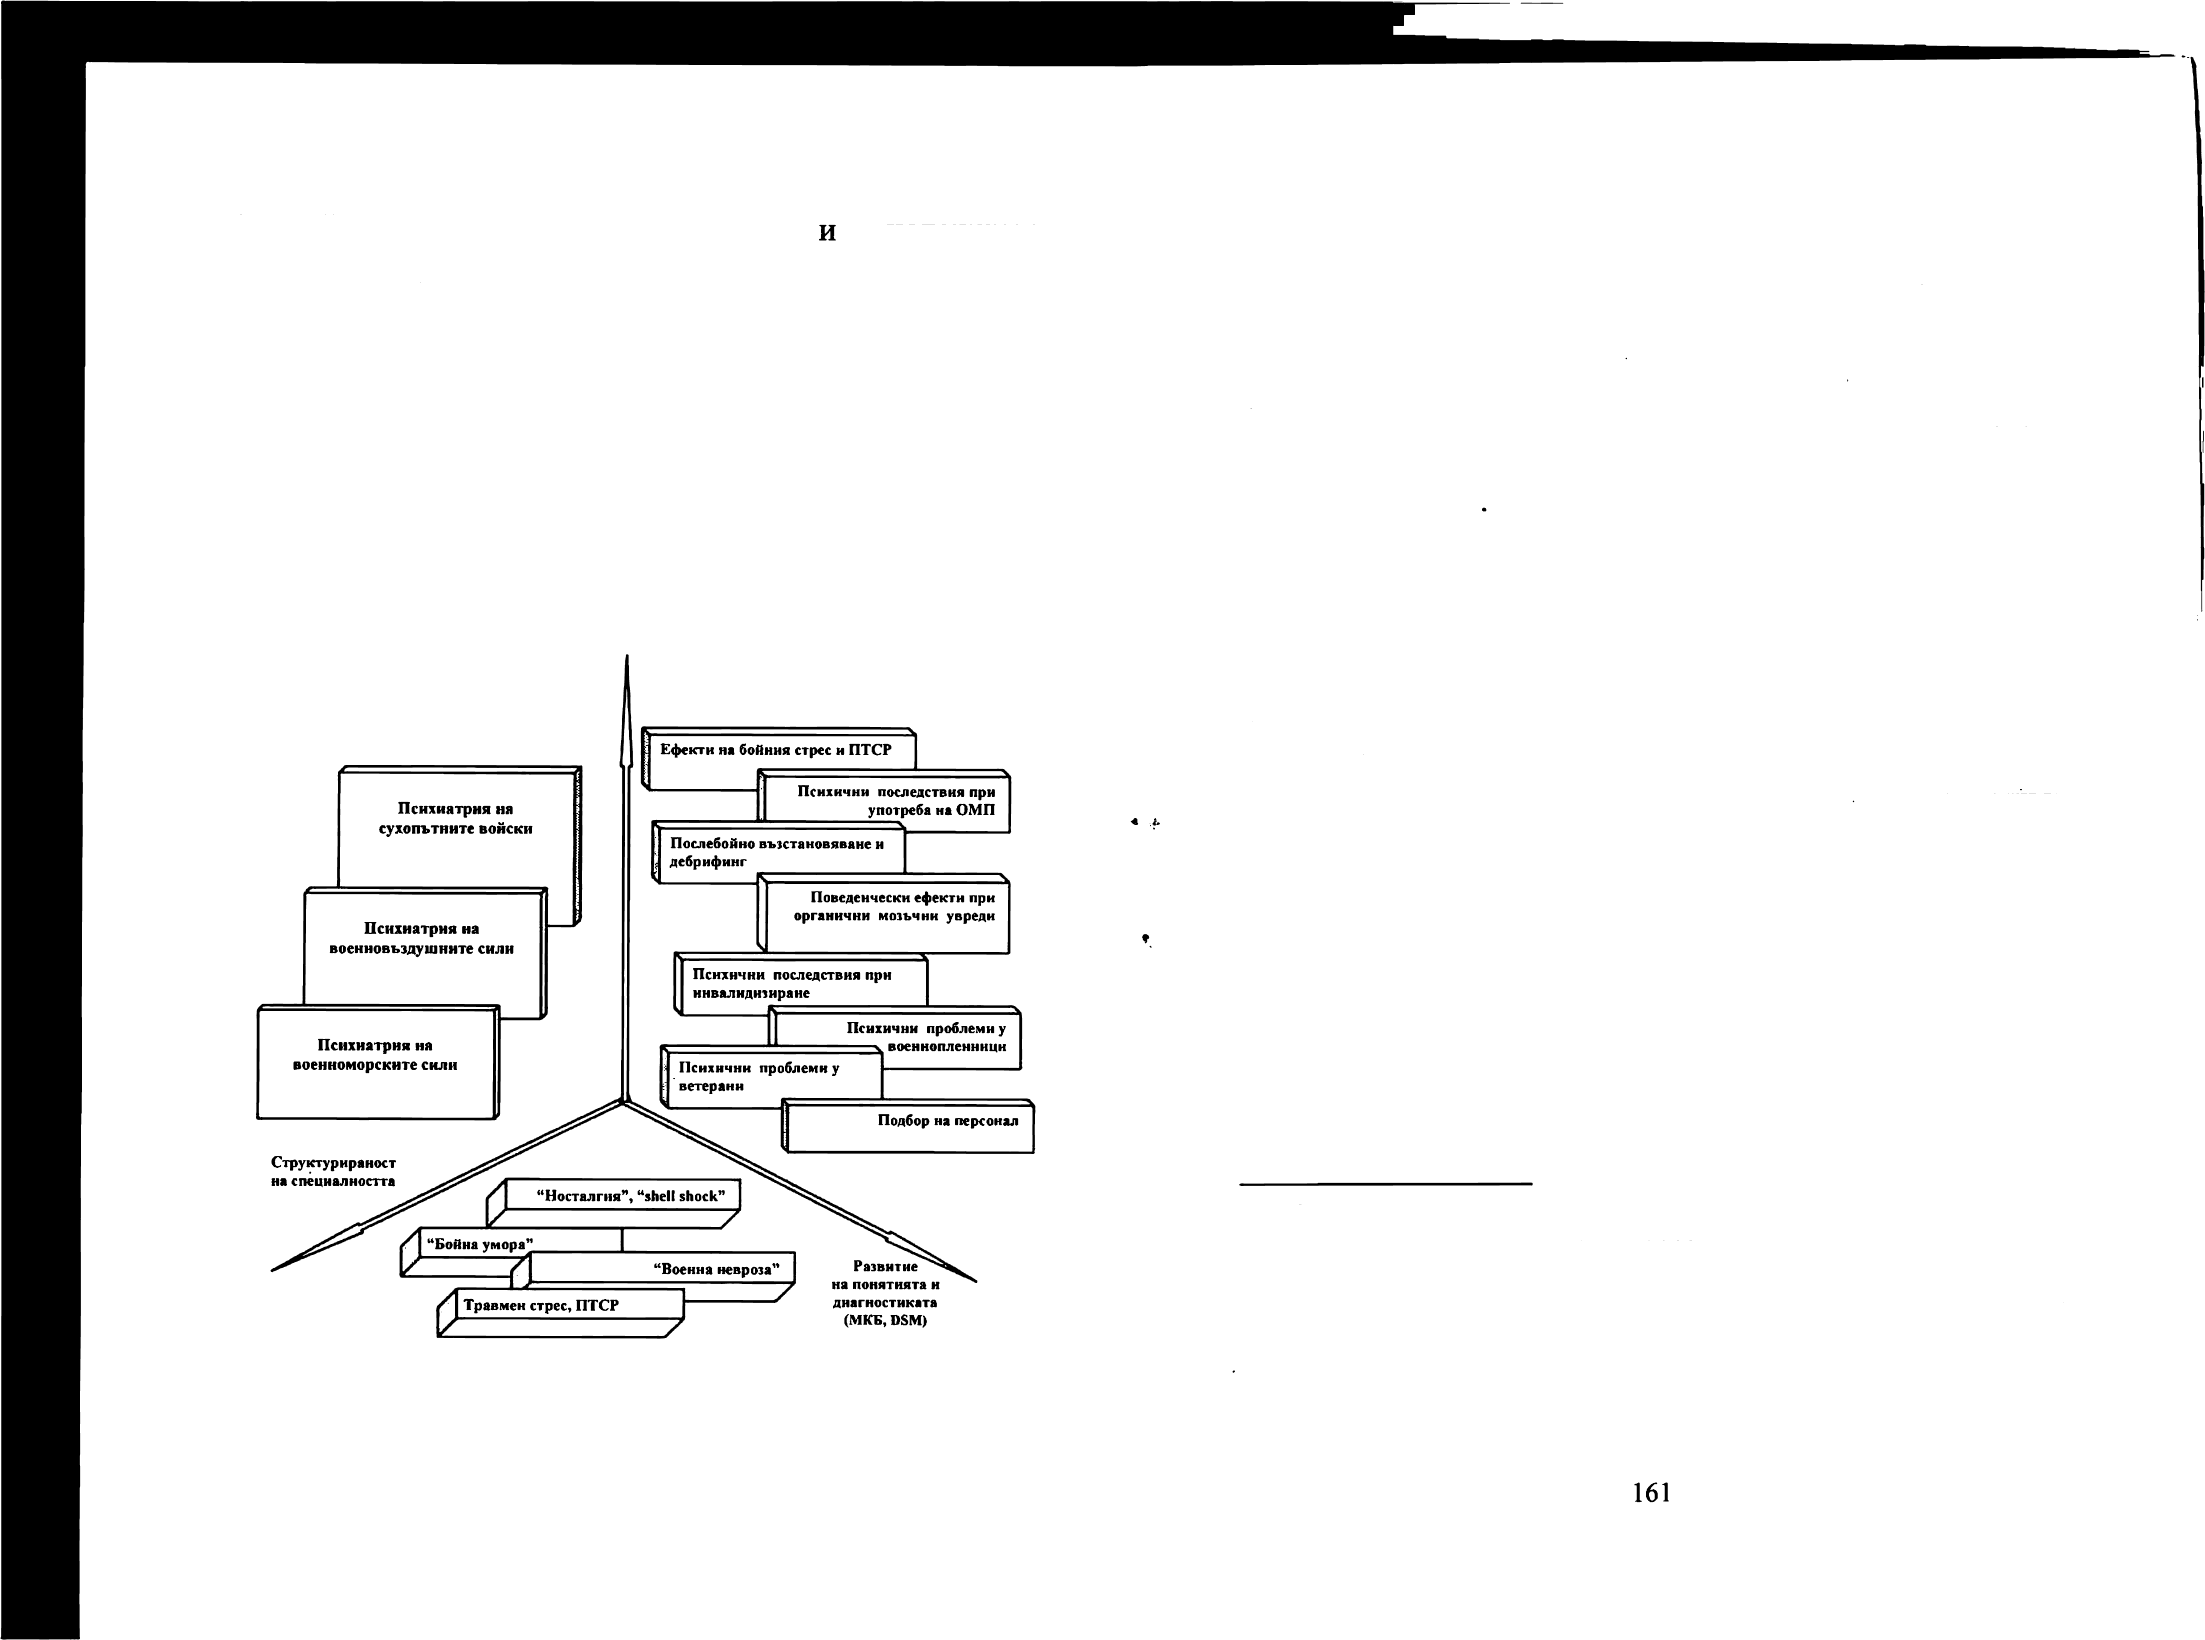 и
Ефекти на бойния стрес и ПТСР
Психични последствия при
употреба на ОМП
Послебойно възстановяване и
дебрифинг
Поведенчески ефекти при
органични мозъчни увреди
Психични последствия при
инвалидизиране
Психични проблеми у
военнопленници
Психични проблеми у
ветерани
Подбор на персонал
Психиатрия на
сухопътните войски
Психиатрия на
военновъздушните сили
Психиатрия на
военноморските сили
Структурираност
на специалността
“Носталгия”, “shell shock”
“Бойна умора”
“Военна невроза”
Травмен стрес, ПТСР
Развитие
на понятията и
диагностиката
(МКБ, DSM)
161